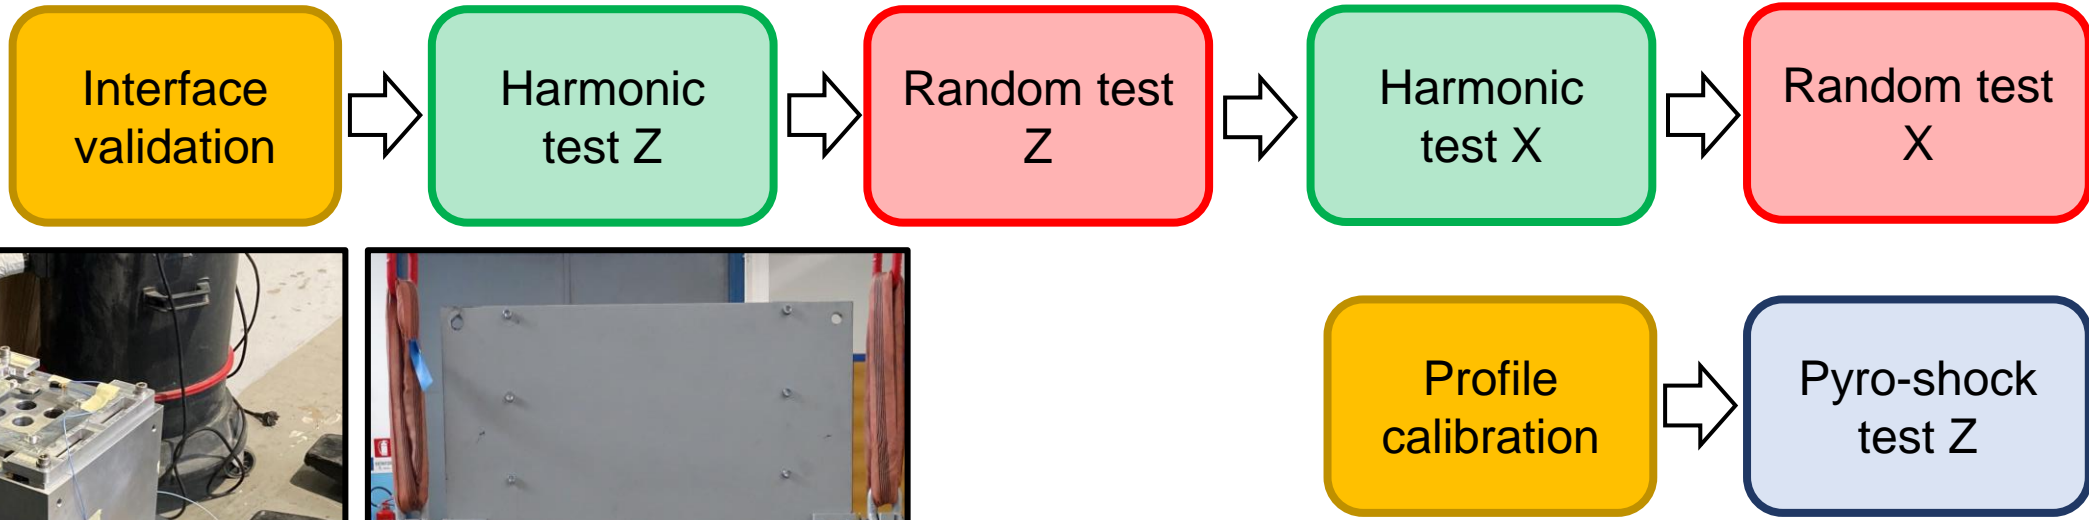 Interface
validation
Harmonic
test Z
Random test
Z
Harmonic
test X
Random test
X
Profile
calibration
Pyro-shock
test Z